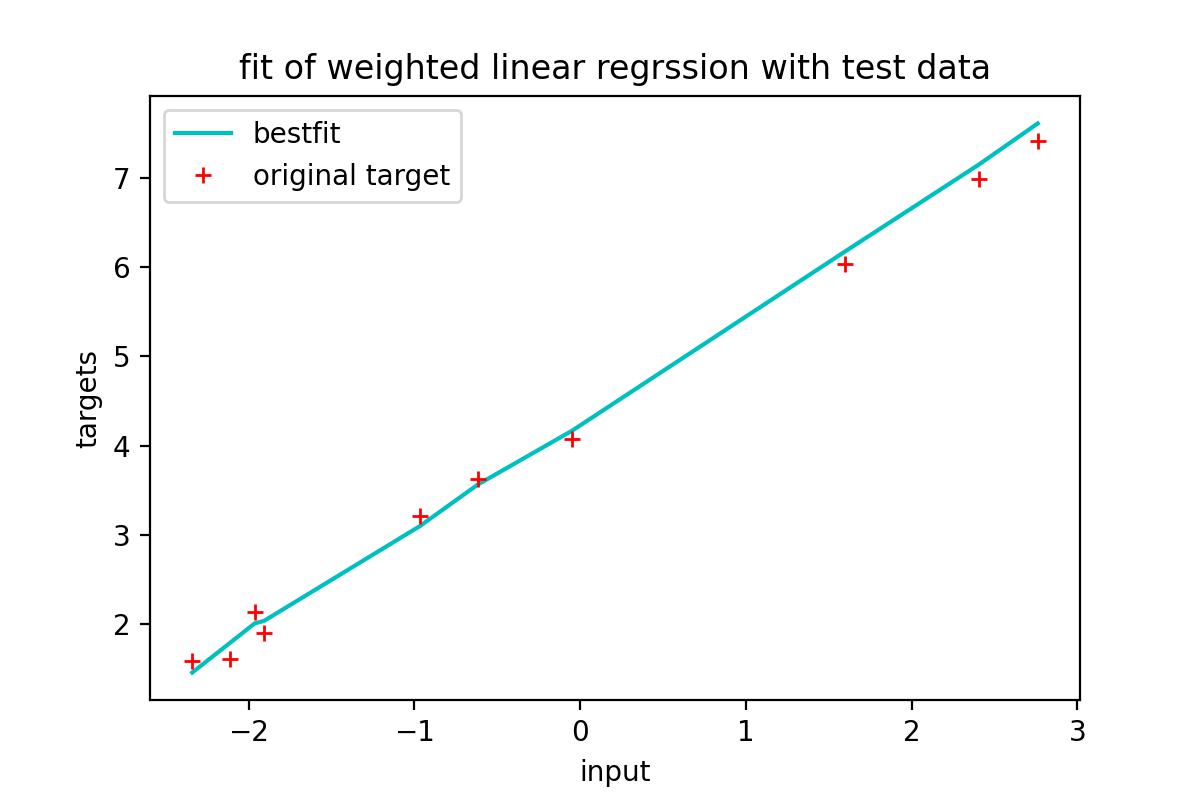 fit of weighted linear regrssion with test data
bestfit
original target
7
6
5
4
3
2
targets
−2
−1
0
1
2
3
input